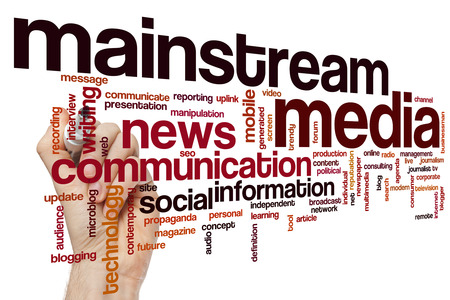 mainstream
message
communicate reporting uplink
video
presentation
mobile
generated
screen
media
channel
businessman
recording
interview
writing
manipulation
news
trendy
forum
web
seo
communication
production
content
political
online radio management
live journalism
journalist tv
corporate
update
microblog
technology
contemporary
site
social
information
individual
net
reputation
newspaper
multimedia
consulting
blog
search
agenda
modern
consumer television
internet
blogger
remote
audience
blogging
propaganda
magazine
future
personal
audio
concept
independent
learning
definition
tool
article
broadcast
network